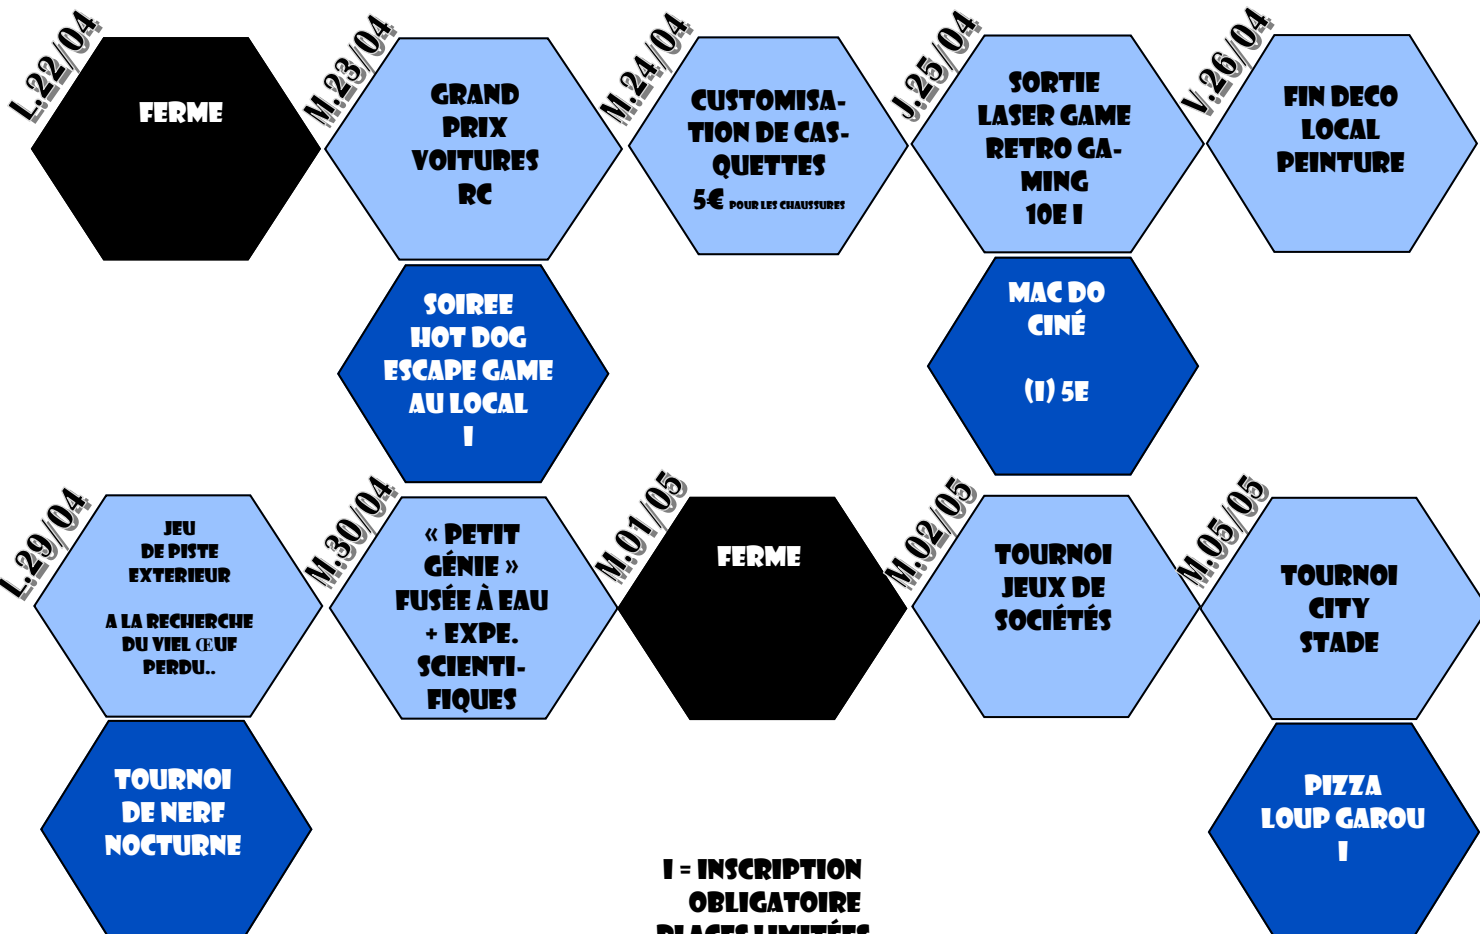 L.22/04
FERME
M.23/04
GRAND
PRIX
VOITURES
RC
M.24/04
CUSTOMISA-
TION DE CAS-
QUETTES
5€ POUR LES CHAUSSURES
J.25/04
SORTIE
LASER GAME
RETRO GA-
MING
10E I
V.26/04
FIN DECO
LOCAL
PEINTURE
SOIREE
HOT DOG
ESCAPE GAME
AU LOCAL
I
MAC DO
CINÉ
(I) 5E
L.29/04
JEU
DE PISTE
EXTERIEUR
A LA RECHERCHE
DU VIEL ŒUF
PERDU..
M.30/04
« PETIT
GÉNIE »
FUSÉE À EAU
+ EXPE.
SCIENTI-
FIQUES
M.01/05
FERME
M.02/05
TOURNOI
JEUX DE
SOCIÉTÉS
M.05/05
TOURNOI
CITY
STADE
TOURNOI
DE NERF
NOCTURNE
PIZZA
LOUP GAROU
I
I = INSCRIPTION
OBLIGATOIRE
PLACES LIMITÉES